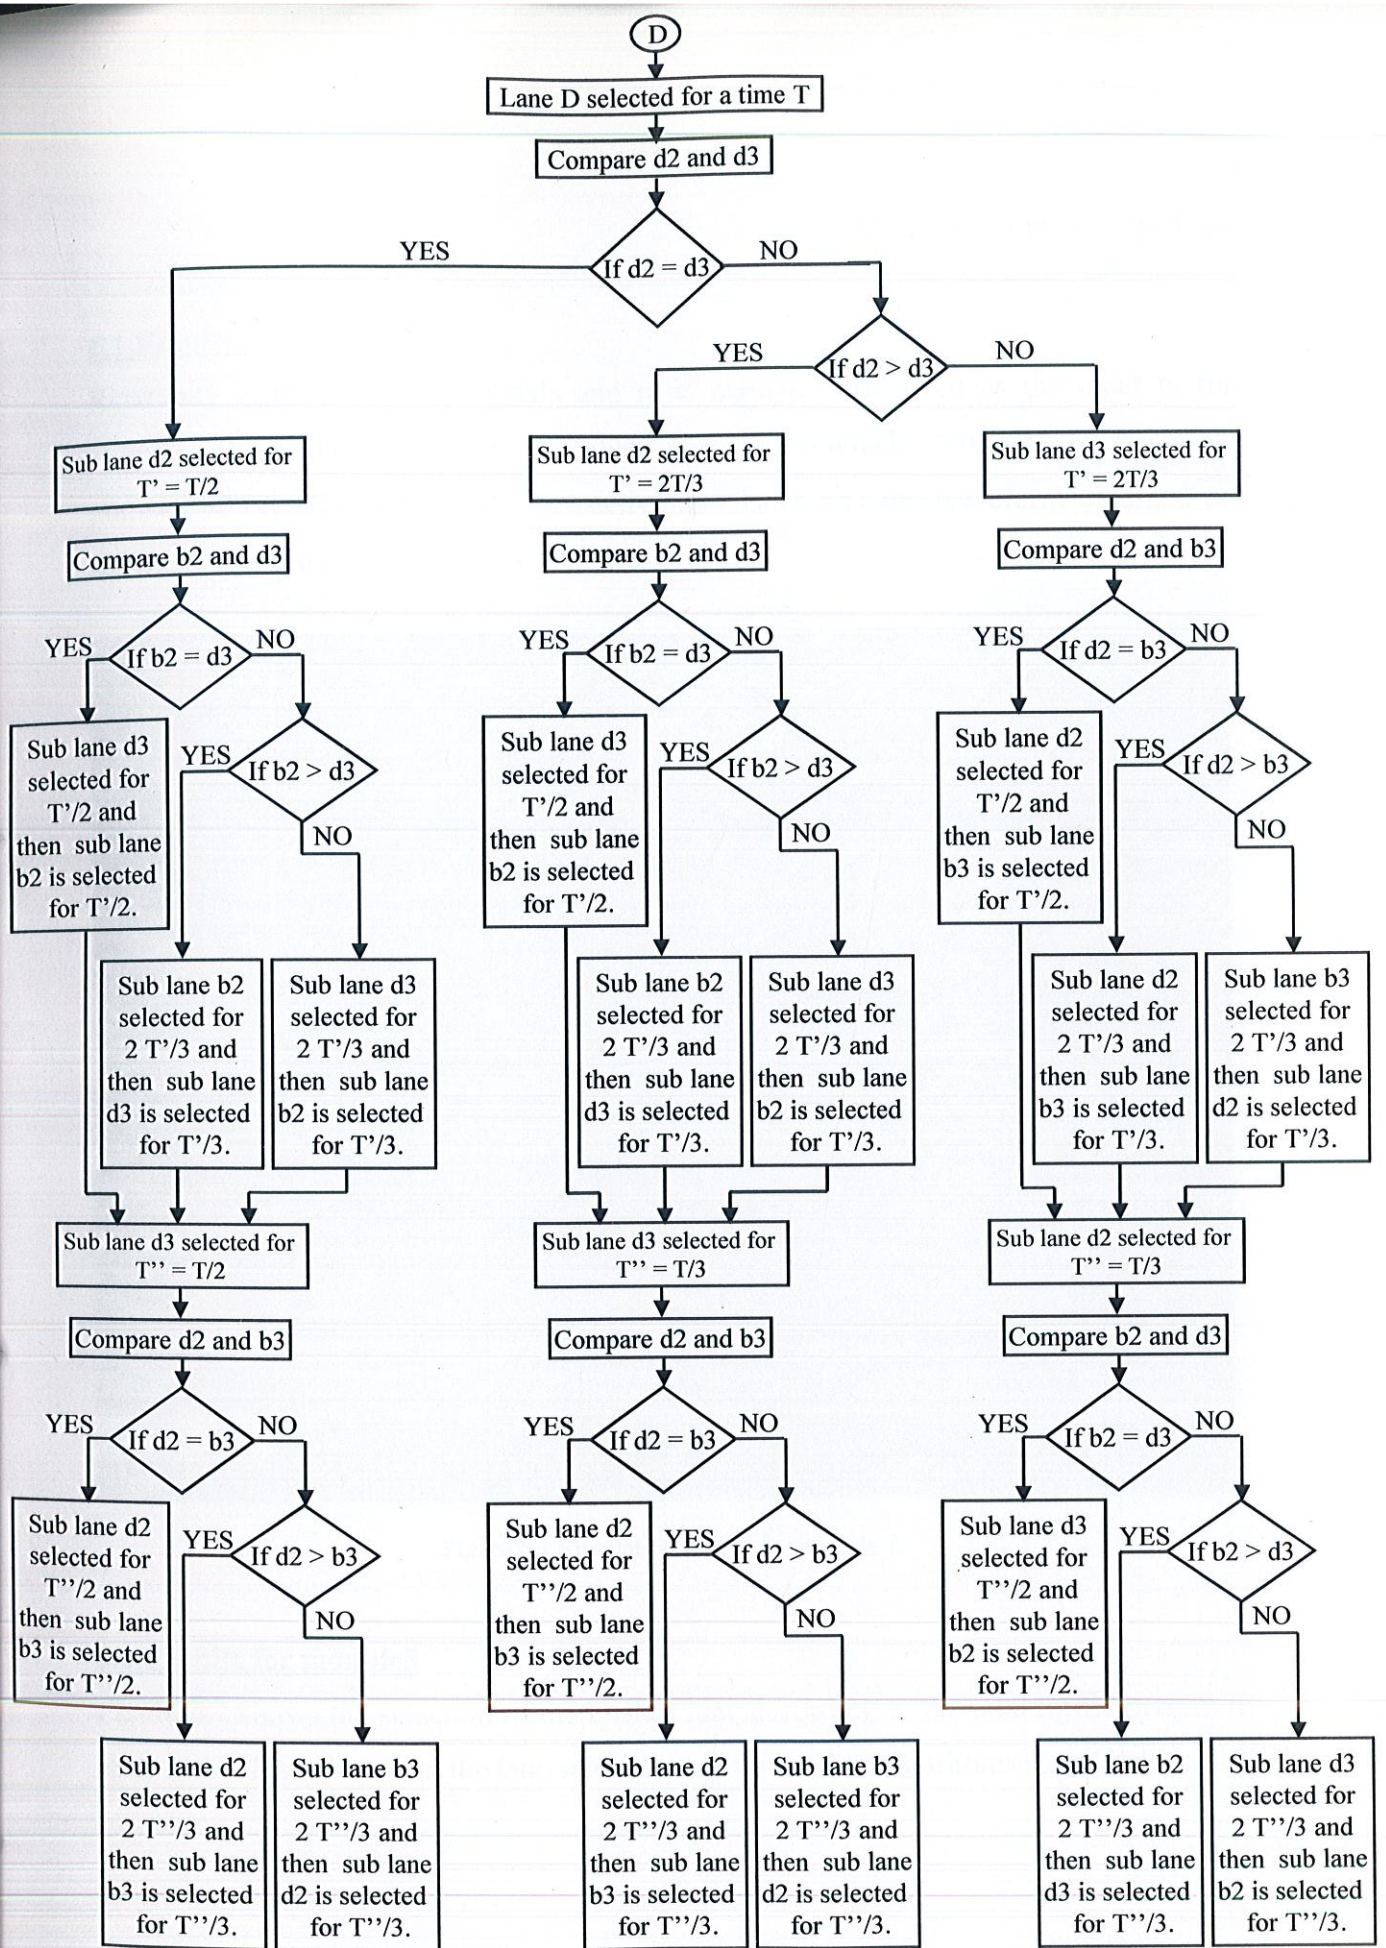 D
Lane D selected for a time T
Compare d2 and d3
If d2 = d3
YES
NO
If d2 > d3
YES
NO
Sub lane d2 selected for
T’ = T/2
Compare b2 and d3
If b2 = d3
YES
NO
Sub lane d3
selected for
T’/2 and
then sub lane
b2 is selected
for T’/2.
If b2 > d3
YES
NO
Sub lane b2
selected for
2 T’/3 and
then sub lane
d3 is selected
for T’/3.
Sub lane d3
selected for
2 T’/3 and
then sub lane
b2 is selected
for T’/3.
Sub lane d3 selected for
T’’ = T/2
Compare d2 and b3
If d2 = b3
YES
NO
Sub lane d2
selected for
T’’/2 and
then sub lane
b3 is selected
for T’’/2.
If d2 > b3
YES
NO
Sub lane d2
selected for
2 T’’/3 and
then sub lane
b3 is selected
for T’’/3.
Sub lane b3
selected for
2 T’’/3 and
then sub lane
d2 is selected
for T’’/3.
Sub lane d2 selected for
T’ = 2T/3
Compare b2 and d3
If b2 = d3
YES
NO
Sub lane d3
selected for
T’/2 and
then sub lane
b2 is selected
for T’/2.
If b2 > d3
YES
NO
Sub lane b2
selected for
2 T’/3 and
then sub lane
d3 is selected
for T’/3.
Sub lane d3
selected for
2 T’/3 and
then sub lane
b2 is selected
for T’/3.
Sub lane d3 selected for
T’’ = T/3
Compare d2 and b3
If d2 = b3
YES
NO
Sub lane d2
selected for
T’’/2 and
then sub lane
b3 is selected
for T’’/2.
If d2 > b3
YES
NO
Sub lane d2
selected for
2 T’’/3 and
then sub lane
b3 is selected
for T’’/3.
Sub lane b3
selected for
2 T’’/3 and
then sub lane
d2 is selected
for T’’/3.
Sub lane d3 selected for
T’ = 2T/3
Compare d2 and b3
If d2 = b3
YES
NO
Sub lane d2
selected for
T’/2 and
then sub lane
b3 is selected
for T’/2.
If d2 > b3
YES
NO
Sub lane d2
selected for
2 T’/3 and
then sub lane
b3 is selected
for T’/3.
Sub lane b3
selected for
2 T’/3 and
then sub lane
d2 is selected
for T’/3.
Sub lane d2 selected for
T’’ = T/3
Compare b2 and d3
If b2 = d3
YES
NO
Sub lane d3
selected for
T’’/2 and
then sub lane
b2 is selected
for T’’/2.
If b2 > d3
YES
NO
Sub lane b2
selected for
2 T’’/3 and
then sub lane
d3 is selected
for T’’/3.
Sub lane d3
selected for
2 T’’/3 and
then sub lane
b2 is selected
for T’’/3.